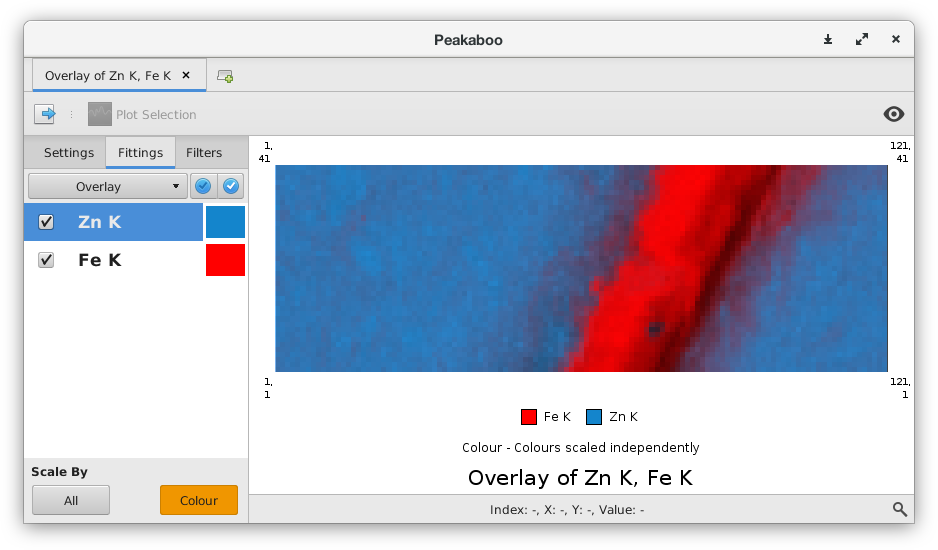 Peakaboo
Overlay of Zn K, Fe K
Plot Selection
Settings Fittings Filters
Overlay
Zn K
Fe K
Scale By
All Colour
1, 41
121, 41
1, 1
121, 1
Fe K Zn K
Colour - Colours scaled independently
Overlay of Zn K, Fe K
Index: -, X: -, Y: -, Value: -